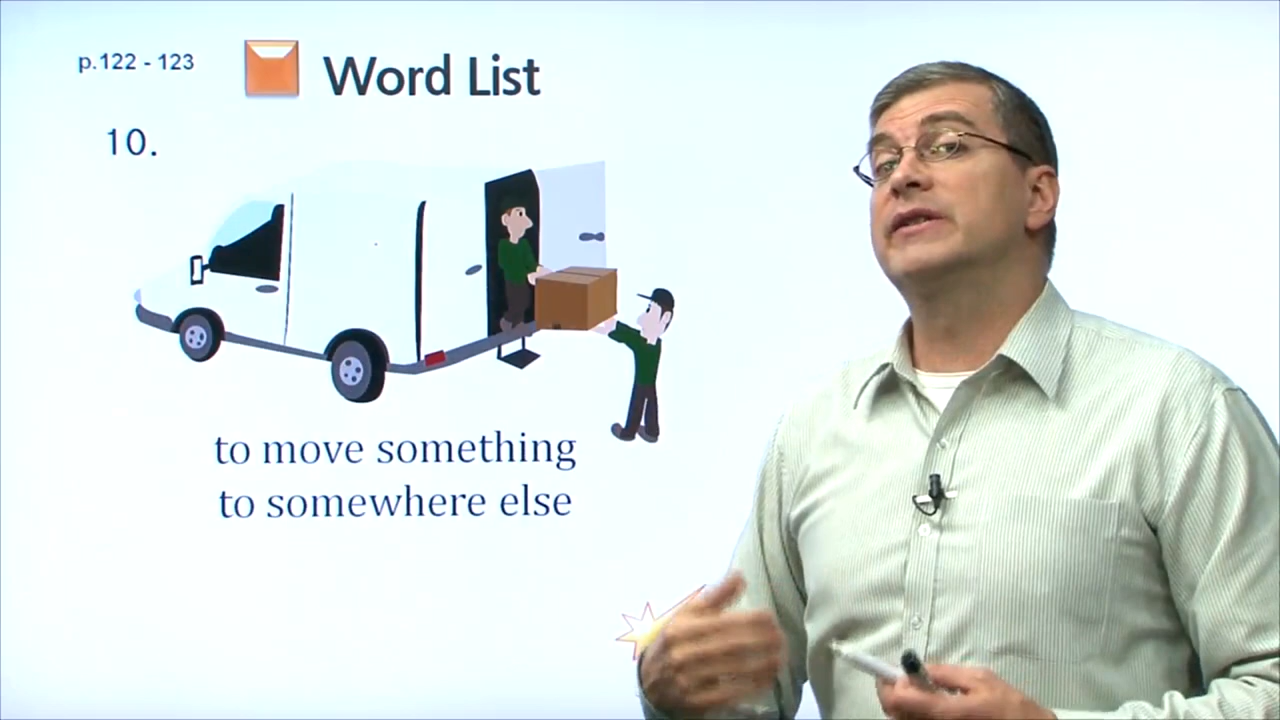 p.122 - 123
Word List
10.
to move something
to somewhere else